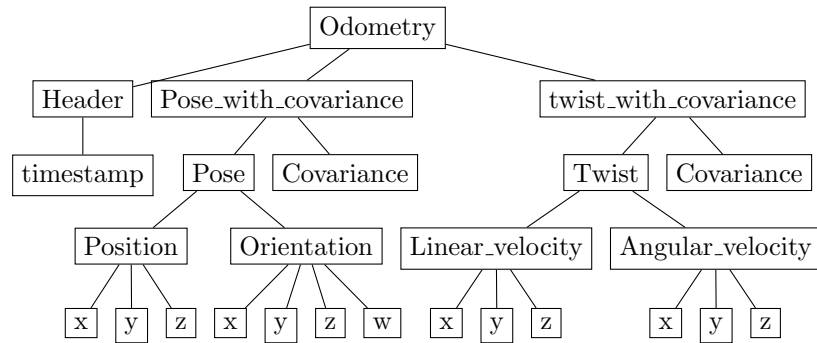 Odometry
Header Pose_with_covariance twist_with_covariance
timestamp Pose Covariance Twist Covariance
Position Orientation Linear_velocity Angular_velocity
x y z x y z w x y z x y z